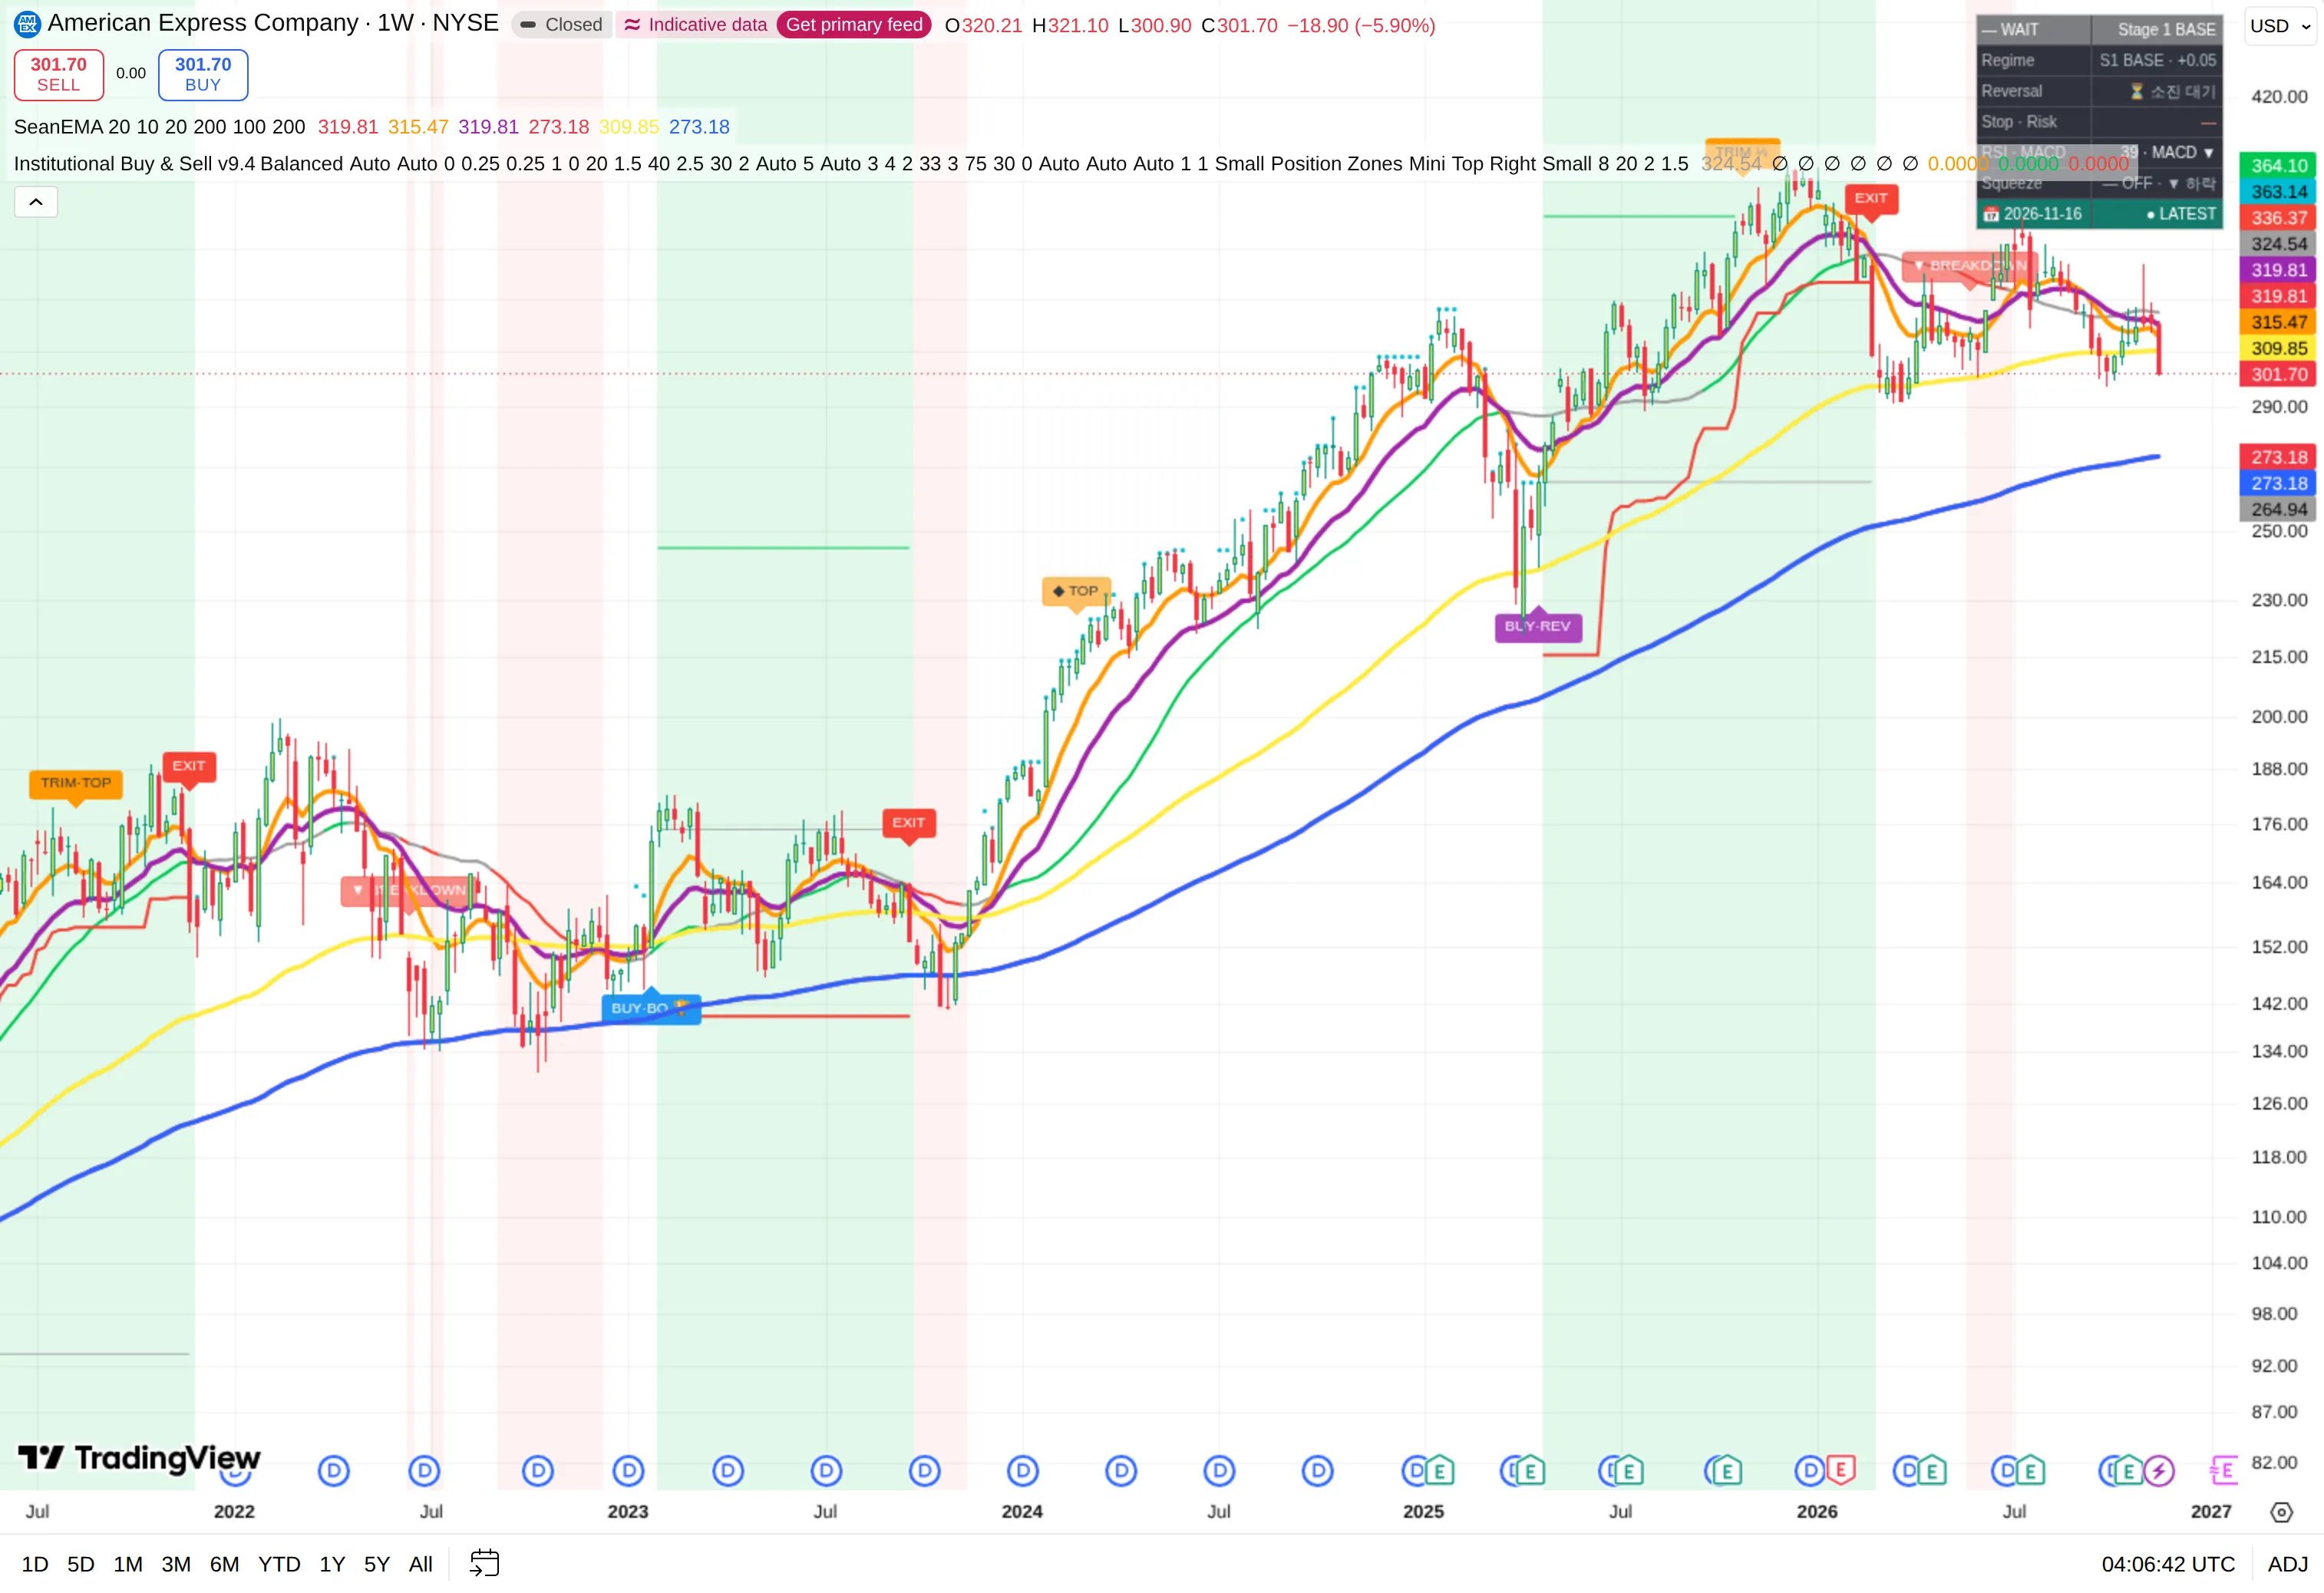 American Express Company · 1W · NYSE Closed Indicative data Get primary feed O320.21 H321.10 L300.90 C301.70 −18.90 (−5.90%)
301.70 SELL
0.00
301.70 BUY
SeanEMA 20 10 20 200 100 200 319.81 315.47 319.81 273.18 309.85 273.18
Institutional Buy & Sell v9.4 Balanced Auto Auto 0 0.25 0.25 1 0 20 1.5 40 2.5 30 2 Auto 5 Auto 3 4 2 33 3 75 30 0 Auto Auto Auto 1 1 Small Position Zones Mini Top Right Small 8 20 2 1.5 324.54 ∅ ∅ ∅ ∅ ∅ ∅ 0.0000 0.0000 0.0000
— WAIT Stage 1 BASE
Regime S1 BASE · +0.05
Reversal ⏳ 소진 대기
Stop · Risk —
RSI · MACD 39 · MACD ▼
Squeeze — OFF · ▼ 하락
📅 2026-11-16 ● LATEST
USD
420.00
364.10
363.14
336.37
324.54
319.81
319.81
315.47
309.85
301.70
290.00
273.18
273.18
264.94
250.00
230.00
215.00
200.00
188.00
176.00
164.00
152.00
142.00
134.00
126.00
118.00
110.00
104.00
98.00
92.00
87.00
82.00
TRIM
EXIT
▼ BREAKDOWN
◆ TOP
BUY-REV
TRIM-TOP
EXIT
EXIT
▼ BREAKDOWN
BUY-BO
TradingView
D D D D D D D D D D D D D E D E D E E D E D E D E D E E
Jul 2022 Jul 2023 Jul 2024 Jul 2025 Jul 2026 Jul 2027
1D 5D 1M 3M 6M YTD 1Y 5Y All
04:06:42 UTC ADJ